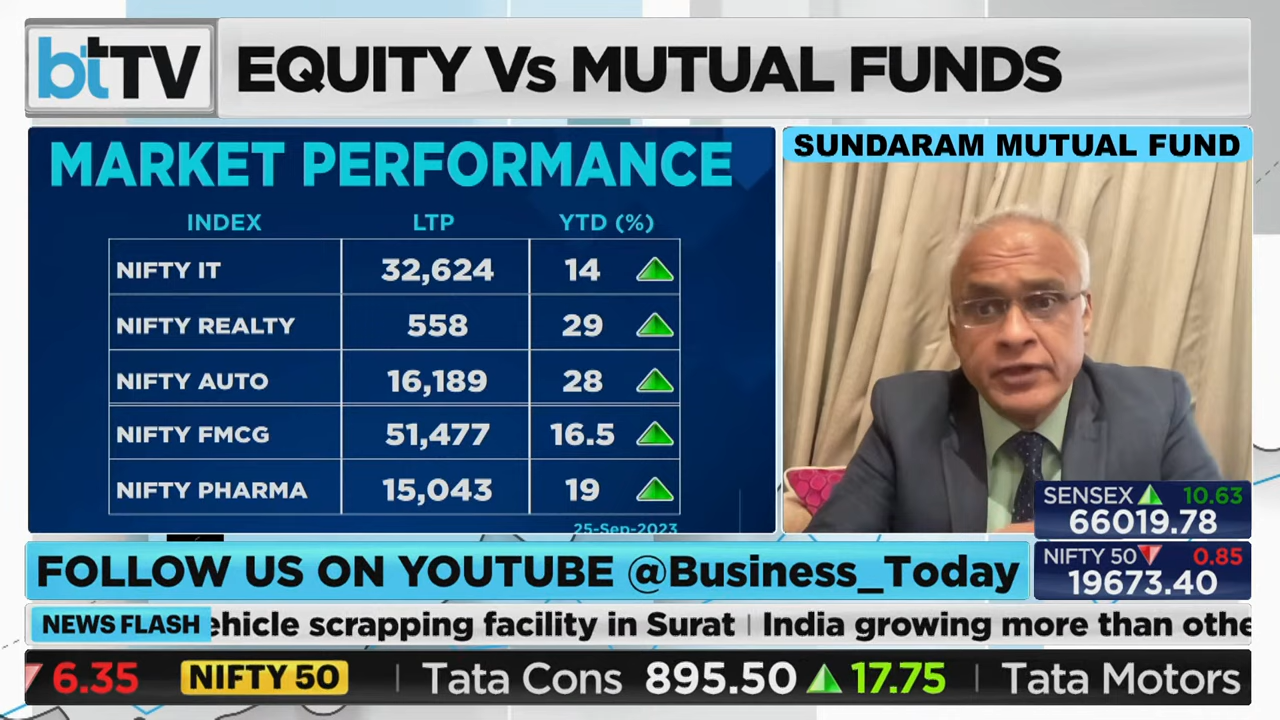 btTV
EQUITY Vs MUTUAL FUNDS
MARKET PERFORMANCE
INDEX LTP YTD (%)
NIFTY IT 32,624 14
NIFTY REALTY 558 29
NIFTY AUTO 16,189 28
NIFTY FMCG 51,477 16.5
NIFTY PHARMA 15,043 19
25-Sep-2023
SUNDARAM MUTUAL FUND
SENSEX 10.63
66019.78
NIFTY 50 0.85
19673.40
FOLLOW US ON YOUTUBE @Business_Today
NEWS FLASH ehicle scrapping facility in Surat | India growing more than othe
6.35 NIFTY 50 | Tata Cons 895.50 17.75 | Tata Motors